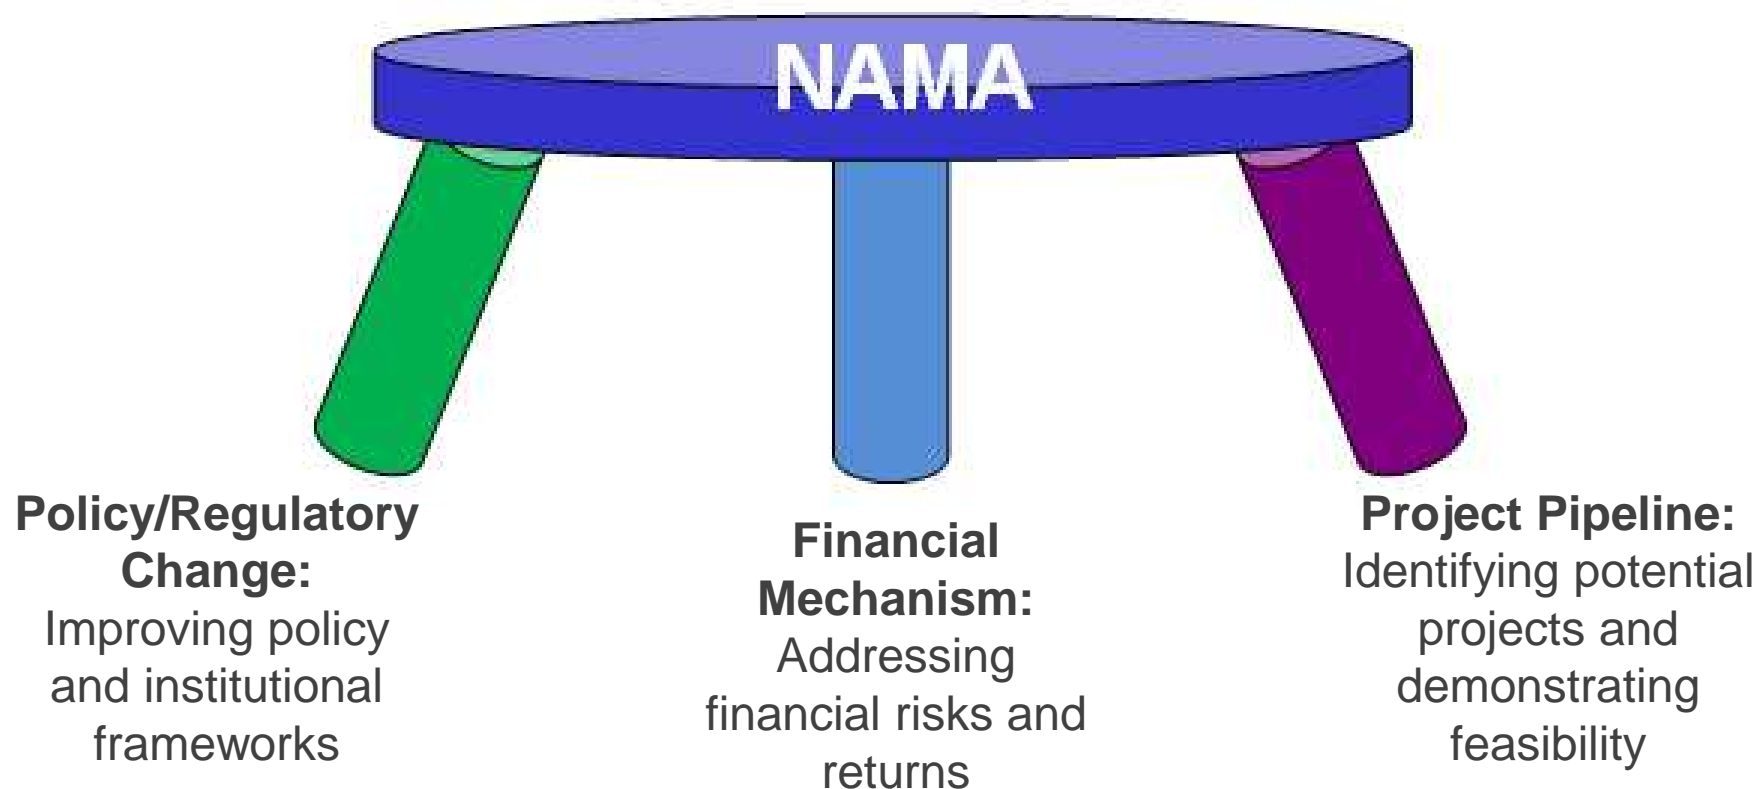 NAMA
Policy/Regulatory
Change:
Improving policy
and institutional
frameworks
Financial
Mechanism:
Addressing
financial risks and
returns
Project Pipeline:
Identifying potential
projects and
demonstrating
feasibility